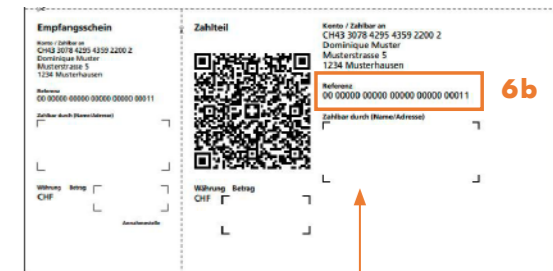 Empfangsschein
Konto / Zahlbar an
CH43 3078 4295 4359 2200 2
Dominique Muster
Musterstrasse 5
1234 Musterhausen
Referenz
00 00000 00000 00000 00000 00011
Zahlbar durch (Name/Adresse)
Währung Betrag
CHF
Annahmestelle
Zahlteil
Währung Betrag
CHF
Konto / Zahlbar an
CH43 3078 4295 4359 2200 2
Dominique Muster
Musterstrasse 5
1234 Musterhausen
Referenz
00 00000 00000 00000 00000 00011
Zahlbar durch (Name/Adresse)
6b